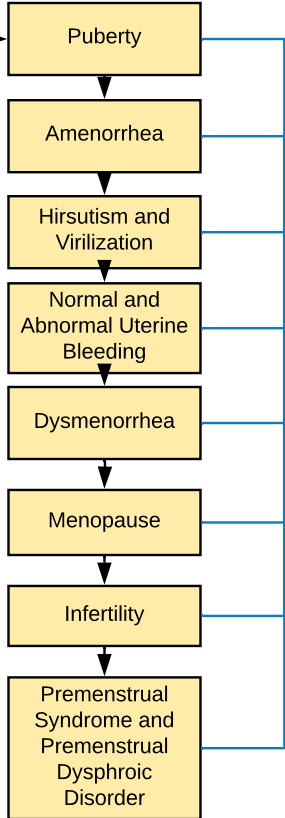 Puberty
Amenorrhea
Hirsutism and
Virilization
Normal and
Abnormal Uterine
Bleeding
Dysmenorrhea
Menopause
Infertility
Premenstrual
Syndrome and
Premenstrual
Dysphroic
Disorder